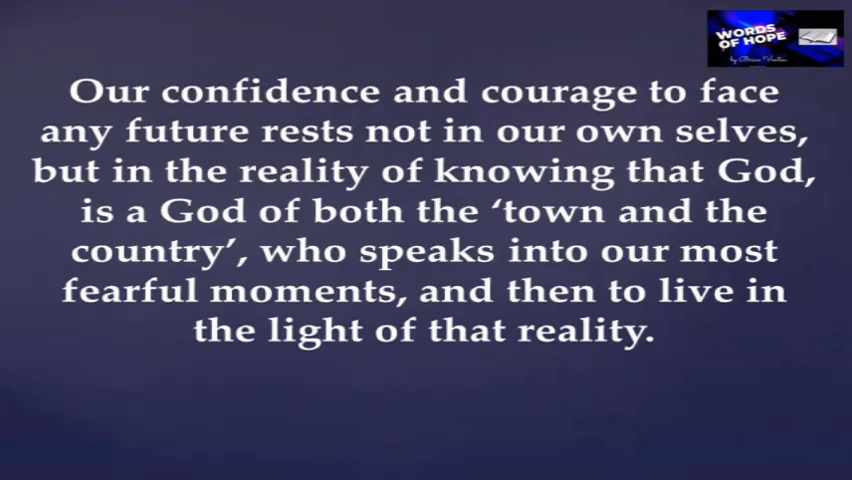 WORDS
OF HOPE
Our confidence and courage to face
any future rests not in our own selves,
but in the reality of knowing that God,
is a God of both the ‘town and the
country’, who speaks into our most
fearful moments, and then to live in
the light of that reality.